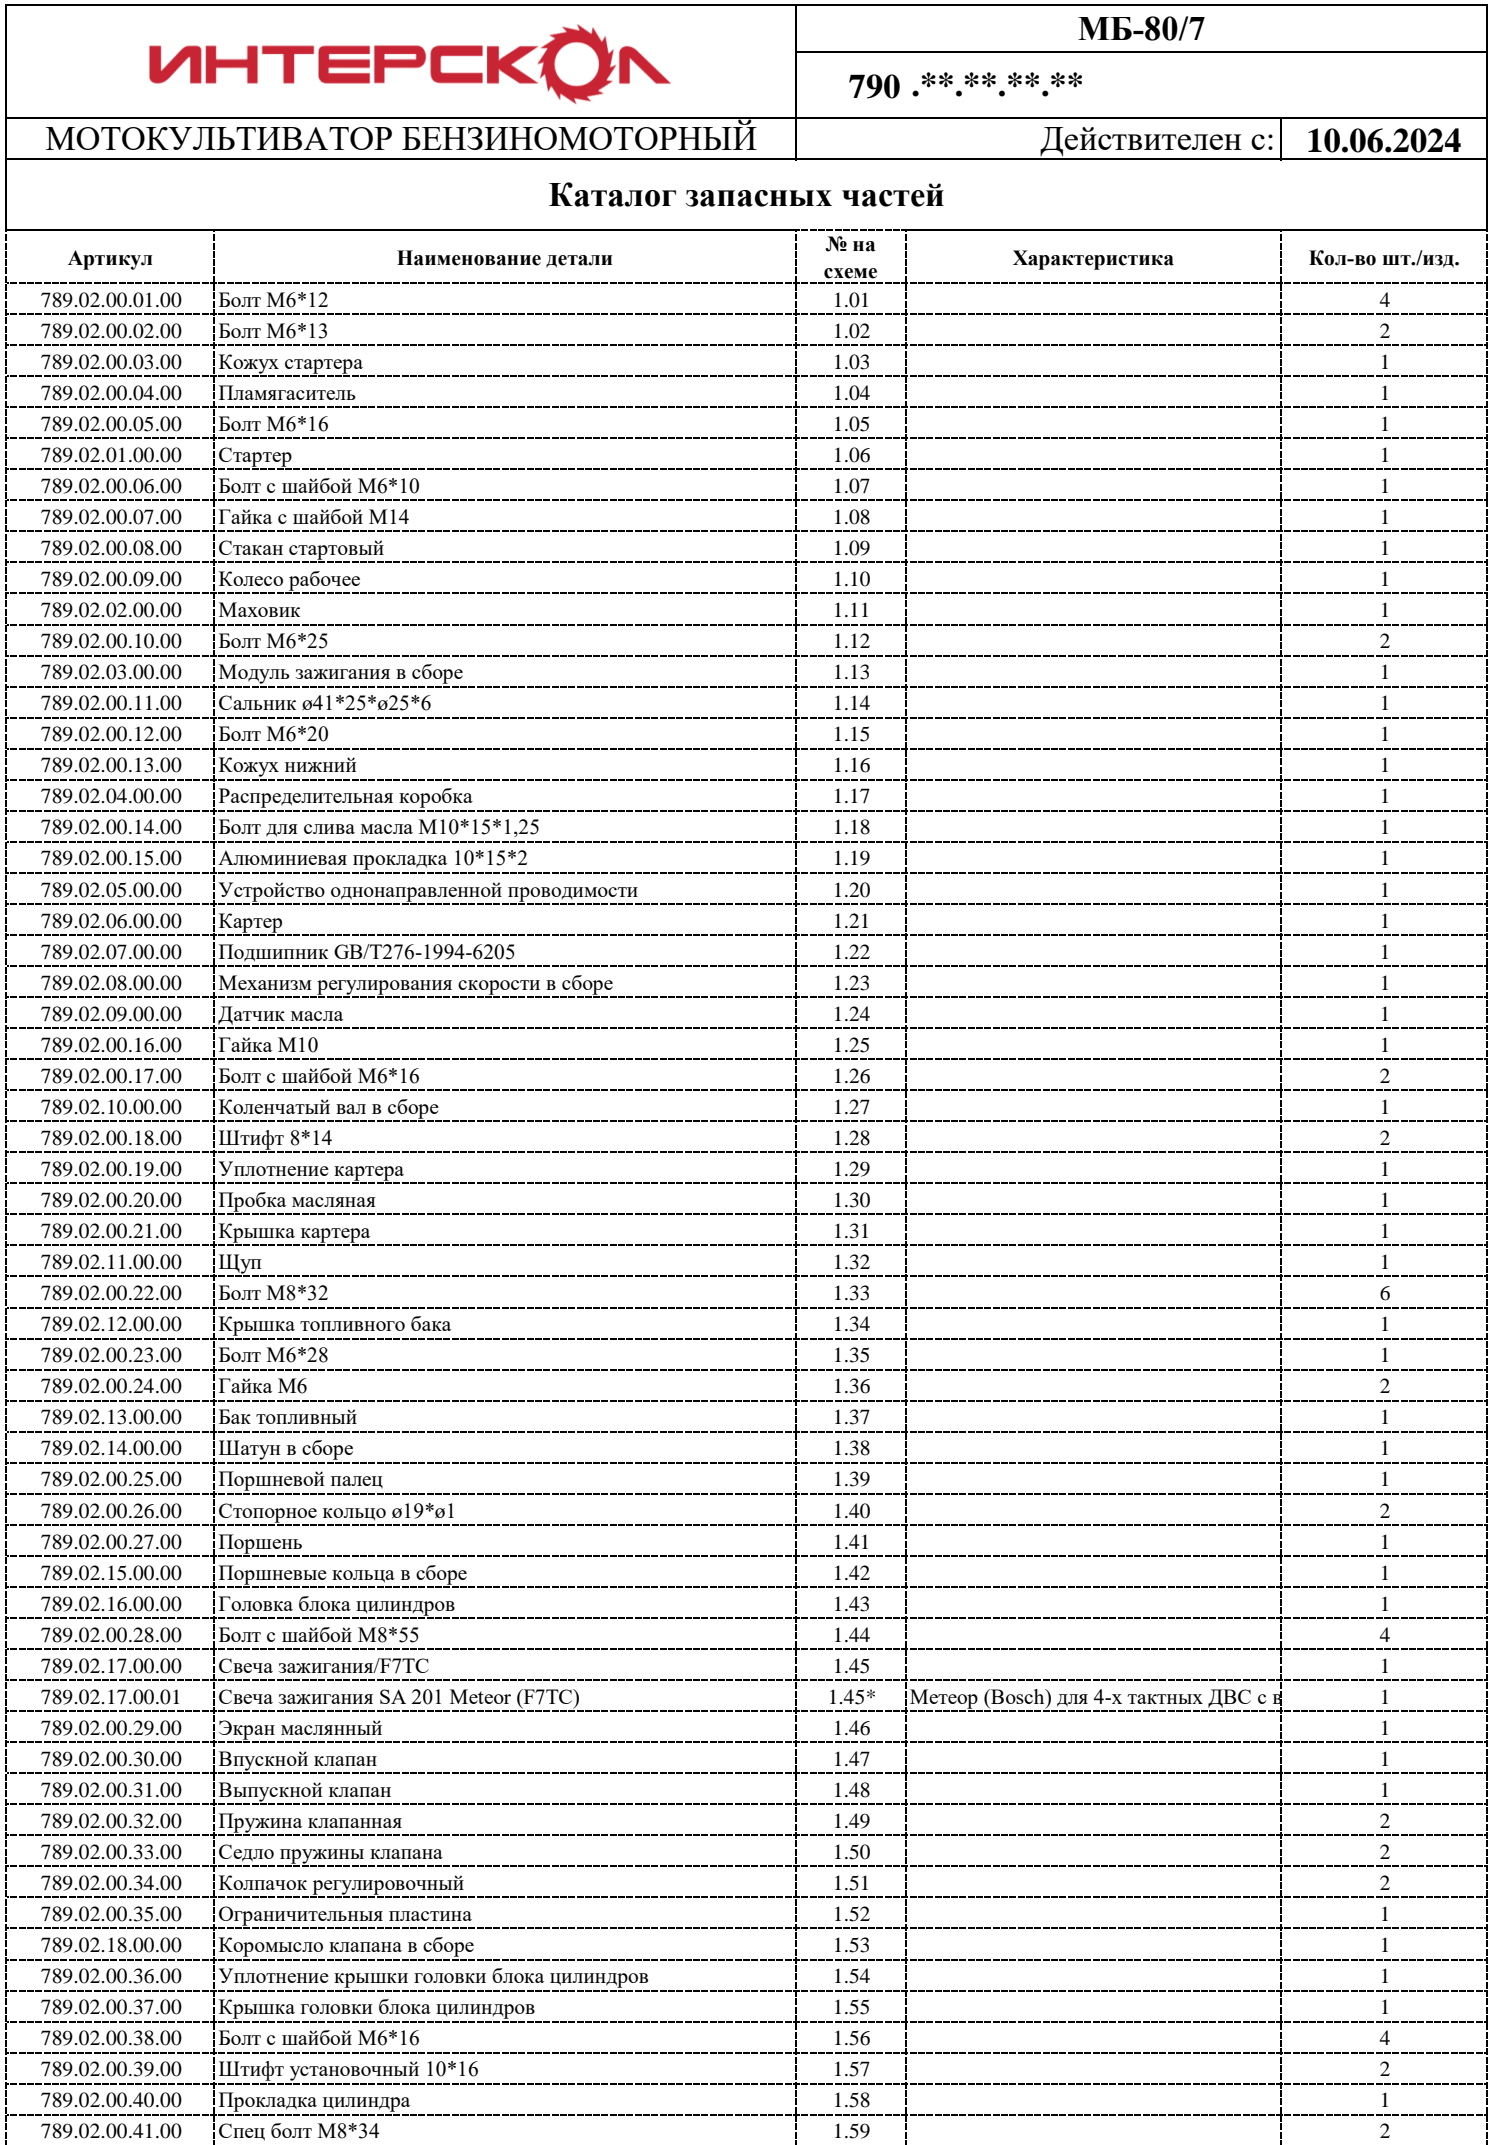 ИНТЕРСКОЛ
МБ-80/7
790 .**.**.**.**
МОТОКУЛЬТИВАТОР БЕНЗИНОМОТОРНЫЙ Действителен с: 10.06.2024
Каталог запасных частей
Артикул Наименование детали № на схеме Характеристика Кол-во шт./изд.
789.02.00.01.00 Болт М6*12 1.01 4
789.02.00.02.00 Болт М6*13 1.02 2
789.02.00.03.00 Кожух стартера 1.03 1
789.02.00.04.00 Пламягаситель 1.04 1
789.02.00.05.00 Болт М6*16 1.05 1
789.02.01.00.00 Стартер 1.06 1
789.02.00.06.00 Болт с шайбой М6*10 1.07 1
789.02.00.07.00 Гайка с шайбой М14 1.08 1
789.02.00.08.00 Стакан стартовый 1.09 1
789.02.00.09.00 Колесо рабочее 1.10 1
789.02.02.00.00 Маховик 1.11 1
789.02.00.10.00 Болт М6*25 1.12 2
789.02.03.00.00 Модуль зажигания в сборе 1.13 1
789.02.00.11.00 Сальник ø41*25*ø25*6 1.14 1
789.02.00.12.00 Болт М6*20 1.15 1
789.02.00.13.00 Кожух нижний 1.16 1
789.02.04.00.00 Распределительная коробка 1.17 1
789.02.00.14.00 Болт для слива масла М10*15*1,25 1.18 1
789.02.00.15.00 Алюминиевая прокладка 10*15*2 1.19 1
789.02.05.00.00 Устройство однонаправленной проводимости 1.20 1
789.02.06.00.00 Картер 1.21 1
789.02.07.00.00 Подшипник GB/T276-1994-6205 1.22 1
789.02.08.00.00 Механизм регулирования скорости в сборе 1.23 1
789.02.09.00.00 Датчик масла 1.24 1
789.02.00.16.00 Гайка М10 1.25 1
789.02.00.17.00 Болт с шайбой М6*16 1.26 2
789.02.10.00.00 Коленчатый вал в сборе 1.27 1
789.02.00.18.00 Штифт 8*14 1.28 2
789.02.00.19.00 Уплотнение картера 1.29 1
789.02.00.20.00 Пробка масляная 1.30 1
789.02.00.21.00 Крышка картера 1.31 1
789.02.11.00.00 Щуп 1.32 1
789.02.00.22.00 Болт М8*32 1.33 6
789.02.12.00.00 Крышка топливного бака 1.34 1
789.02.00.23.00 Болт М6*28 1.35 1
789.02.00.24.00 Гайка М6 1.36 2
789.02.13.00.00 Бак топливный 1.37 1
789.02.14.00.00 Шатун в сборе 1.38 1
789.02.00.25.00 Поршневой палец 1.39 1
789.02.00.26.00 Стопорное кольцо ø19*ø1 1.40 2
789.02.00.27.00 Поршень 1.41 1
789.02.15.00.00 Поршневые кольца в сборе 1.42 1
789.02.16.00.00 Головка блока цилиндров 1.43 1
789.02.00.28.00 Болт с шайбой М8*55 1.44 4
789.02.17.00.00 Свеча зажигания/F7TC 1.45 1
789.02.17.00.01 Свеча зажигания SA 201 Meteor (F7TC) 1.45* Метеор (Bosch) для 4-х тактных ДВС с в 1
789.02.00.29.00 Экран маслянный 1.46 1
789.02.00.30.00 Впускной клапан 1.47 1
789.02.00.31.00 Выпускной клапан 1.48 1
789.02.00.32.00 Пружина клапанная 1.49 2
789.02.00.33.00 Седло пружины клапана 1.50 2
789.02.00.34.00 Колпачок регулировочный 1.51 2
789.02.00.35.00 Ограничительныя пластина 1.52 1
789.02.18.00.00 Коромысло клапана в сборе 1.53 1
789.02.00.36.00 Уплотнение крышки головки блока цилиндров 1.54 1
789.02.00.37.00 Крышка головки блока цилиндров 1.55 1
789.02.00.38.00 Болт с шайбой М6*16 1.56 4
789.02.00.39.00 Штифт установочный 10*16 1.57 2
789.02.00.40.00 Прокладка цилиндра 1.58 1
789.02.00.41.00 Спец болт М8*34 1.59 2